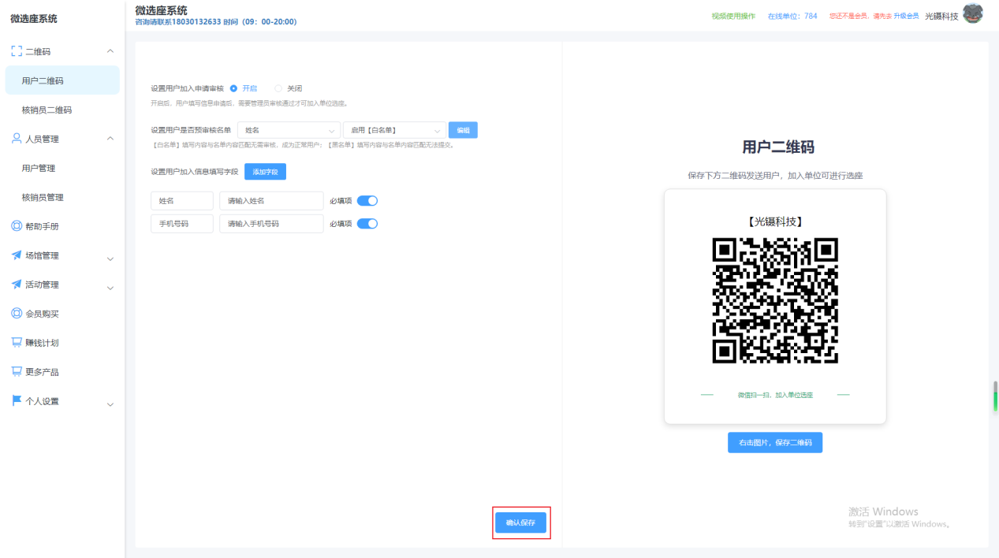 微选座系统
二维码
用户二维码
核销员二维码
人员管理
用户管理
核销员管理
帮助手册
场馆管理
活动管理
会员购买
赚钱计划
更多产品
个人设置
微选座系统
咨询请联系18030132633 时间（09：00-20:00）
视频使用操作 在线单位：784 您还不是会员，请先去 升级会员 光镊科技
设置用户加入申请审核 开启 关闭
开启后，用户填写信息申请后，需要管理员审核通过才可加入单位选座。
设置用户是否预审核名单 姓名 启用【白名单】 编辑
【白名单】填写内容与名单内容匹配无需审核，成为正常用户；【黑名单】填写内容与名单内容匹配无法提交。
设置用户加入信息填写字段 添加字段
姓名 请输入姓名 必填项
手机号码 请输入手机号码 必填项
确认保存
用户二维码
保存下方二维码发送用户，加入单位可进行选座
【光镊科技】
微信扫一扫，加入单位选座
右击图片，保存二维码
激活 Windows
转到"设置"以激活 Windows。